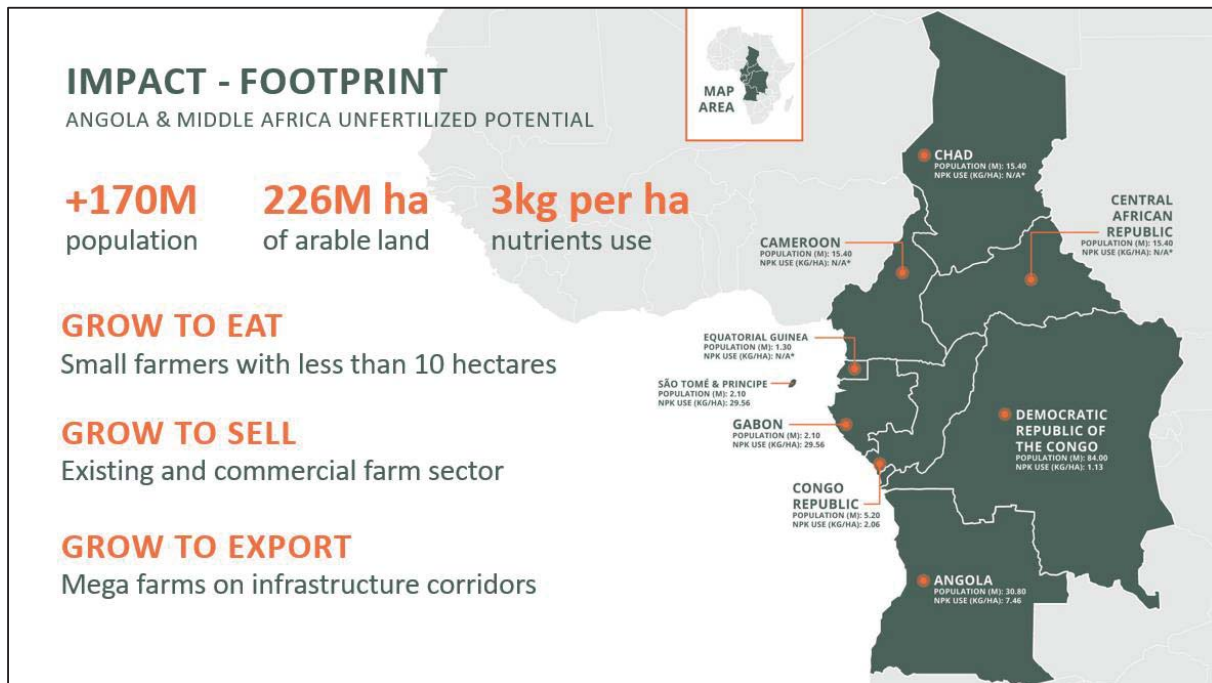 IMPACT - FOOTPRINT
ANGOLA & MIDDLE AFRICA UNFERTILIZED POTENTIAL
+170M
population
226M ha
of arable land
3kg per ha
nutrients use
GROW TO EAT
Small farmers with less than 10 hectares
GROW TO SELL
Existing and commercial farm sector
GROW TO EXPORT
Mega farms on infrastructure corridors
MAP
AREA
CHAD
POPULATION (M): 15.40
NPK USE (KG/HA): N/A*
CENTRAL
AFRICAN
REPUBLIC
POPULATION (M): 15.40
NPK USE (KG/HA): N/A*
CAMEROON
POPULATION (M): 15.40
NPK USE (KG/HA): N/A*
EQUATORIAL GUINEA
POPULATION (M): 1.30
NPK USE (KG/HA): N/A*
SÃO TOMÉ & PRINCIPE
POPULATION (M): 2.10
NPK USE (KG/HA): 29.56
GABON
POPULATION (M): 2.10
NPK USE (KG/HA): 29.56
DEMOCRATIC
REPUBLIC OF
THE CONGO
POPULATION (M): 84.00
NPK USE (KG/HA): 1.13
CONGO
REPUBLIC
POPULATION (M): 5.20
NPK USE (KG/HA): 2.06
ANGOLA
POPULATION (M): 30.80
NPK USE (KG/HA): 7.46